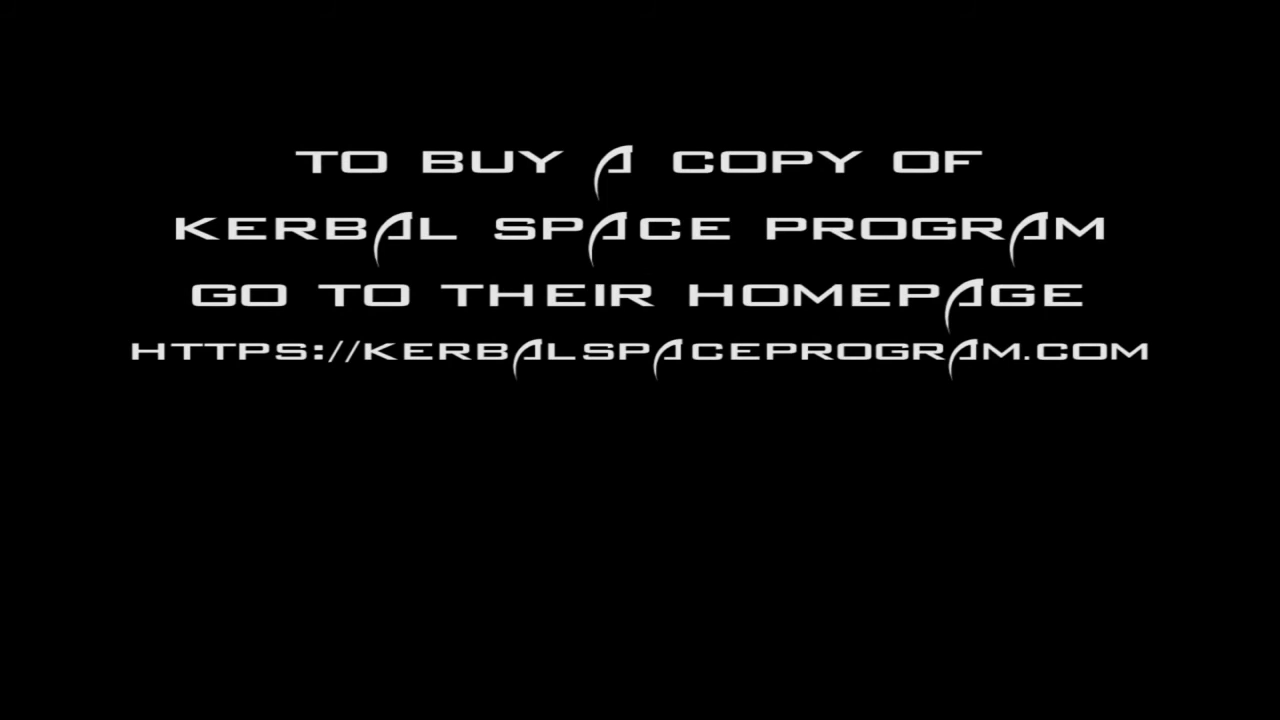 TO BUY A COPY OF
KERBAL SPACE PROGRAM
GO TO THEIR HOMEPAGE
HTTPS://KERBALSPACEPROGRAM.COM